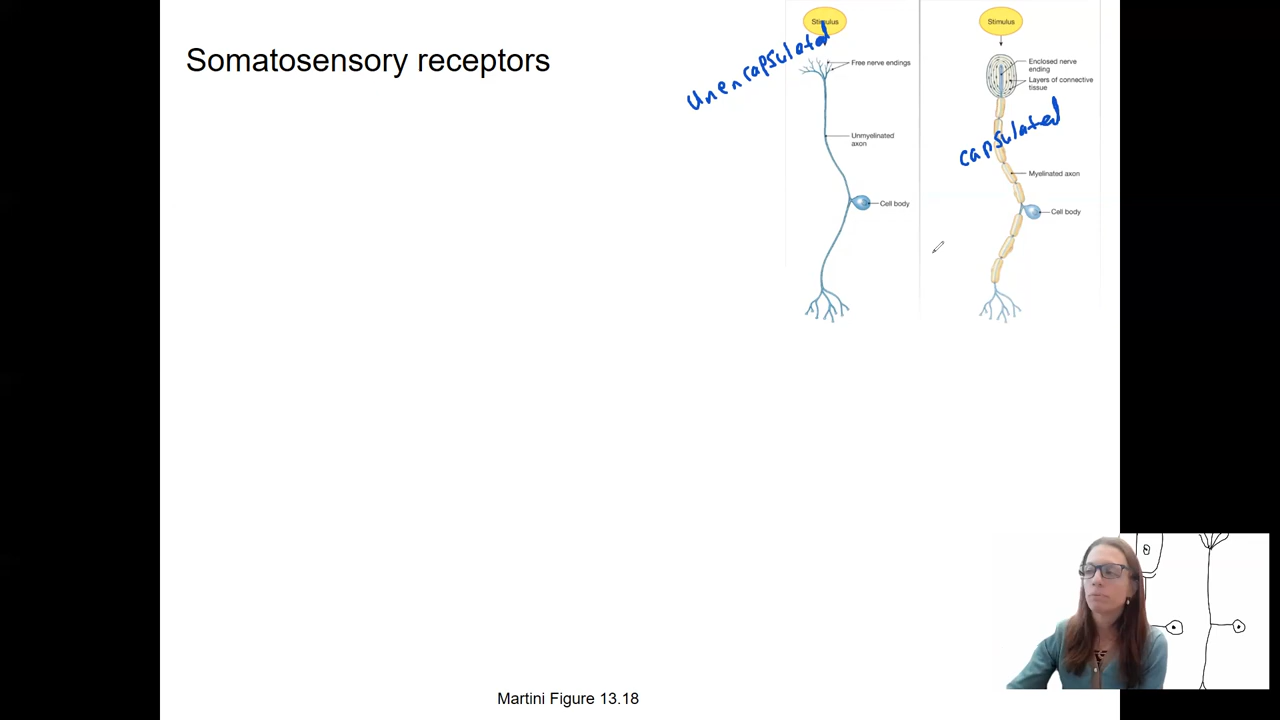 Somatosensory receptors
Stimulus
unencapsulated
Free nerve endings
Unmyelinated
axon
Cell body
Stimulus
Enclosed nerve
ending
Layers of connective
tissue
capsulated
Myelinated axon
Cell body
Martini Figure 13.18